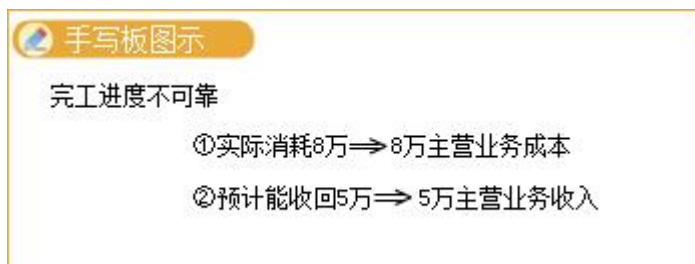 手写板图示
完工进度不可靠
①实际消耗8万⇒8万主营业务成本
②预计能收回5万⇒5万主营业务收入